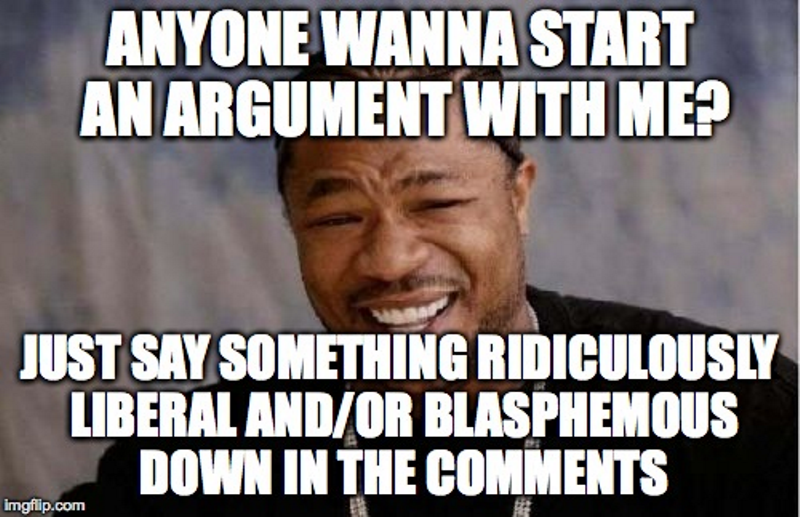 ANYONE WANNA START
AN ARGUMENT WITH ME?
JUST SAY SOMETHING RIDICULOUSLY
LIBERAL AND/OR BLASPHEMOUS
DOWN IN THE COMMENTS
imgflip.com